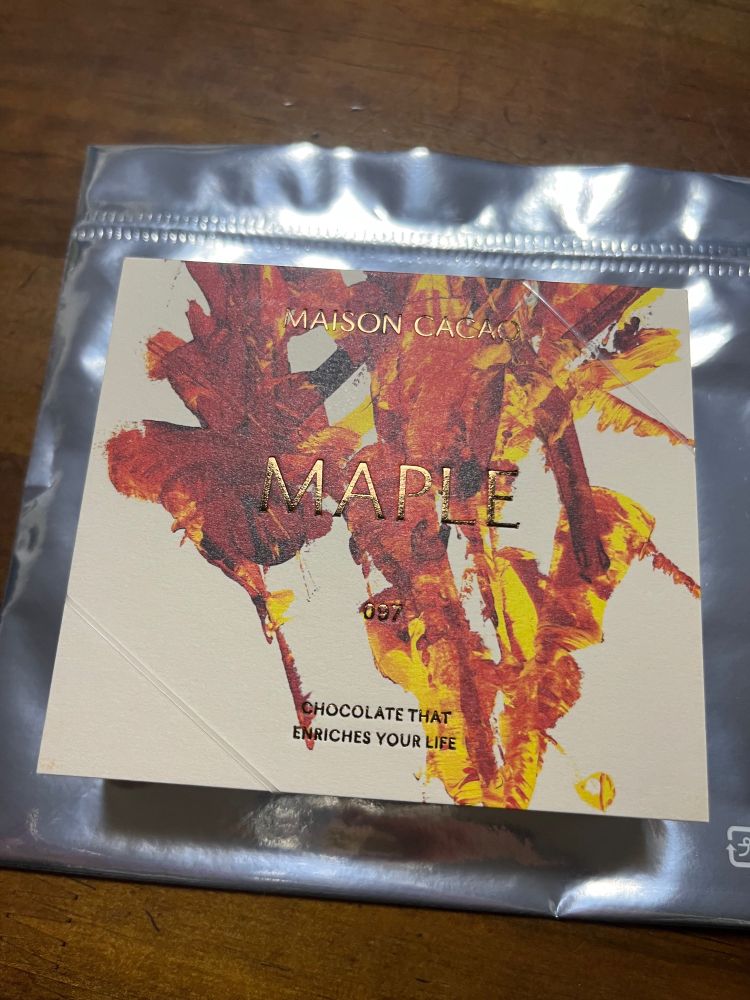 MAISON CACAO
MAPLE
097
CHOCOLATE THAT
ENRICHES YOUR LIFE